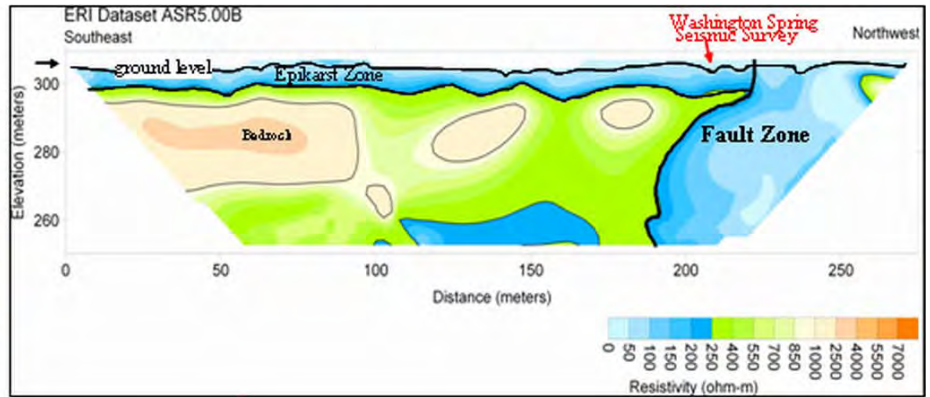 ERI Dataset ASR5.00B
Southeast
Washington Spring
Seismic Survey
Northwest
ground level
Epikarst Zone
Bedrock
Fault Zone
Elevation (meters)
300
280
260
0 50 100 150 200 250
Distance (meters)
0 50 100 150 200 250 400 550 700 850 1000 2500 4000 5500 7000
Resistivity (ohm-m)